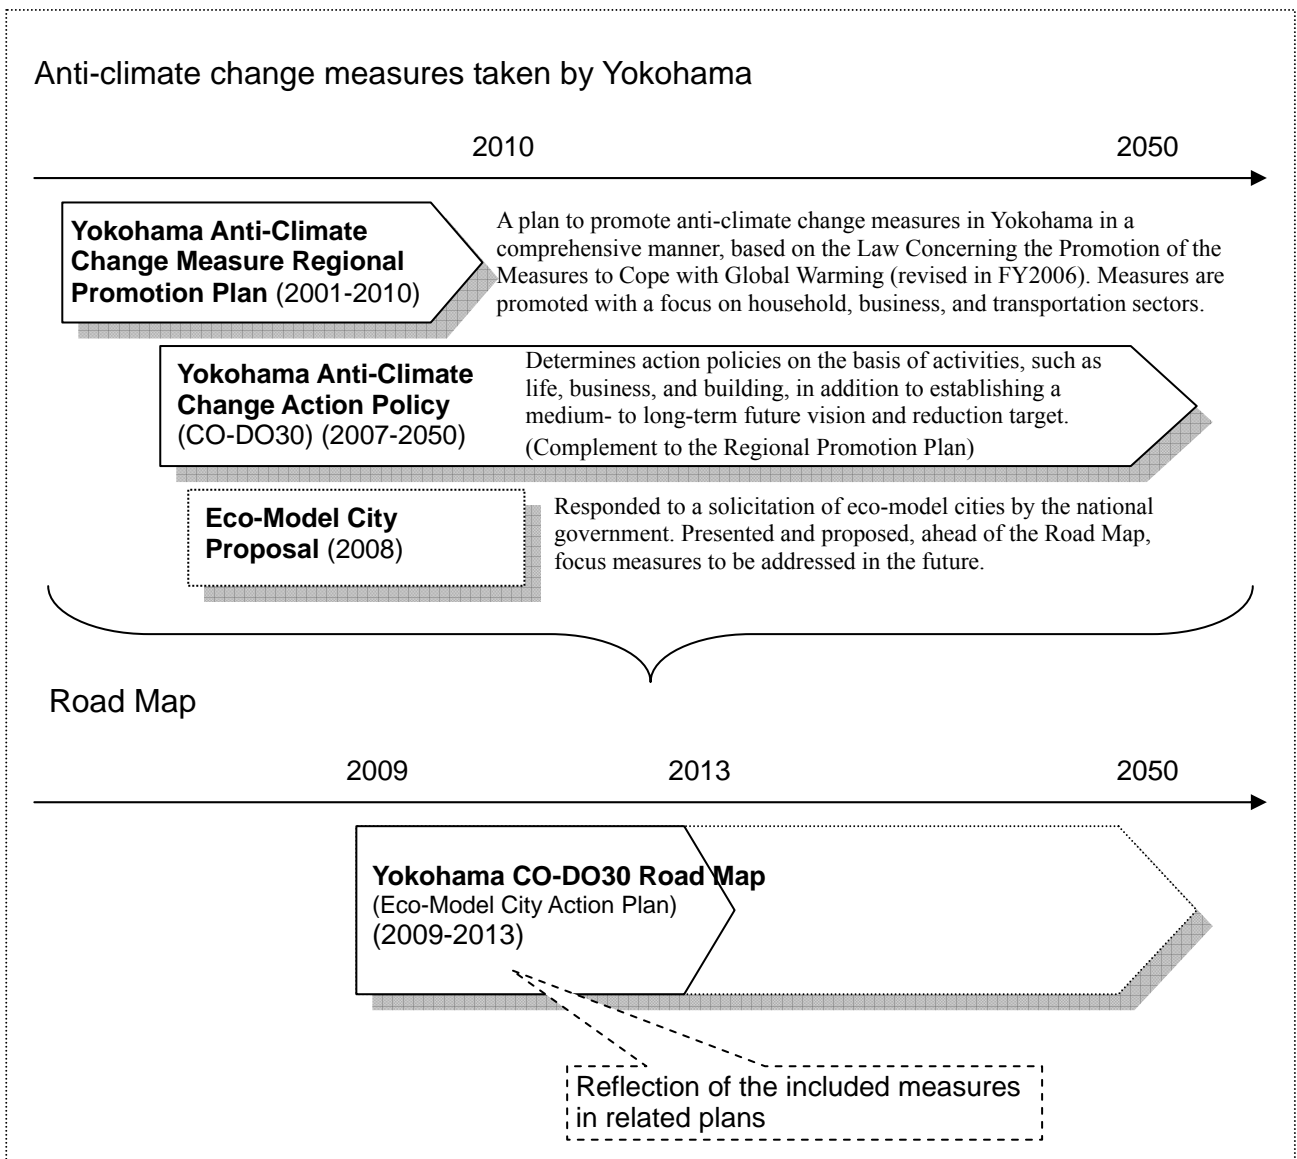 Anti-climate change measures taken by Yokohama
2010
2050
Yokohama Anti-Climate
Change Measure Regional
Promotion Plan (2001-2010)
A plan to promote anti-climate change measures in Yokohama in a
comprehensive manner, based on the Law Concerning the Promotion of the
Measures to Cope with Global Warming (revised in FY2006). Measures are
promoted with a focus on household, business, and transportation sectors.
Yokohama Anti-Climate
Change Action Policy
(CO-DO30) (2007-2050)
Determines action policies on the basis of activities, such as
life, business, and building, in addition to establishing a
medium- to long-term future vision and reduction target.
(Complement to the Regional Promotion Plan)
Eco-Model City
Proposal (2008)
Responded to a solicitation of eco-model cities by the national
government. Presented and proposed, ahead of the Road Map,
focus measures to be addressed in the future.
Road Map
2009
2013
2050
Yokohama CO-DO30 Road Map
(Eco-Model City Action Plan)
(2009-2013)
Reflection of the included measures
in related plans